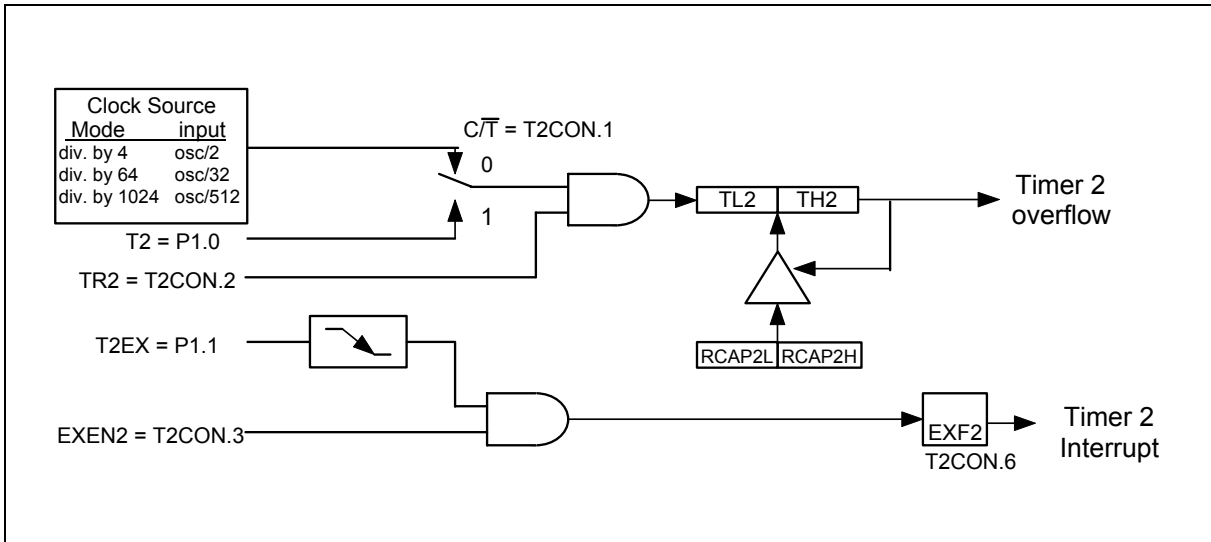 Clock Source
Mode input
div. by 4 osc/2
div. by 64 osc/32
div. by 1024 osc/512
C/T̅ = T2CON.1
0
1
T2 = P1.0
TR2 = T2CON.2
TL2 TH2
Timer 2
overflow
T2EX = P1.1
RCAP2L RCAP2H
EXEN2 = T2CON.3
EXF2
T2CON.6
Timer 2
Interrupt